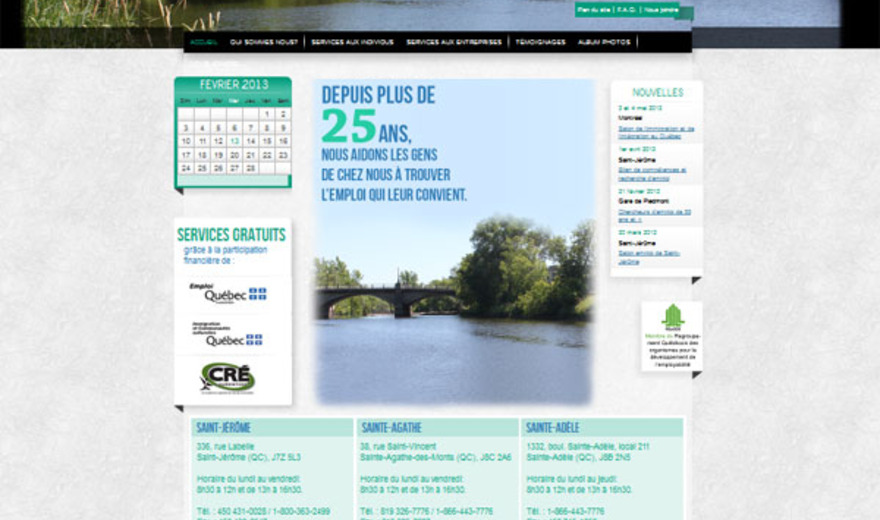 Plan du site | F.A.Q. | Nous joindre
ACCUEIL QUI SOMMES NOUS? SERVICES AUX INDIVIDUS SERVICES AUX ENTREPRISES TÉMOIGNAGES ALBUM PHOTOS
FÉVRIER 2013
Dim Lun Mar Mer Jeu Ven Sam
1 2
3 4 5 6 7 8 9
10 11 12 13 14 15 16
17 18 19 20 21 22 23
24 25 26 27 28
SERVICES GRATUITS
grâce à la participation
financière de :
Emploi
Québec
Immigration
et Communautés
culturelles
Québec
CRÉ
DEPUIS PLUS DE
25 ANS,
NOUS AIDONS LES GENS
DE CHEZ NOUS À TROUVER
L'EMPLOI QUI LEUR CONVIENT.
NOUVELLES
Montréal
Salon de l'immigration et de
l'intégration au Québec
1er avril 2013
Saint-Jérôme
Bilan de compétences et
recherche d'emploi
21 février 2013
Gare de Piedmont
Chercheurs d'emploi de
20 mars 2013
Saint-Jérôme
Salon emploi de Saint-
Jérôme
Membre du Regroupe-
ment Québécois des
organismes pour le
développement de
l'employabilité
SAINT-JÉRÔME
336, rue Labelle
Saint-Jérôme (QC), J7Z 5L3
Horaire du lundi au vendredi:
8h30 à 12h et de 13h à 16h30.
Tél. : 450 431-0028 / 1-800-363-2499
SAINTE-AGATHE
38, rue Saint-Vincent
Sainte-Agathe-des-Monts (QC), J8C 2A6
Horaire du lundi au vendredi:
8h30 à 12h et de 13h à 16h30.
Tél. : 819 326-7776 / 1-866-443-7776
SAINTE-ADÈLE
1332, boul. Sainte-Adèle, local 211
Sainte-Adèle (QC), J8B 2N5
Horaire du lundi au jeudi:
8h30 à 12h et de 13h à 16h30.
Tél. : 1-866-443-7776